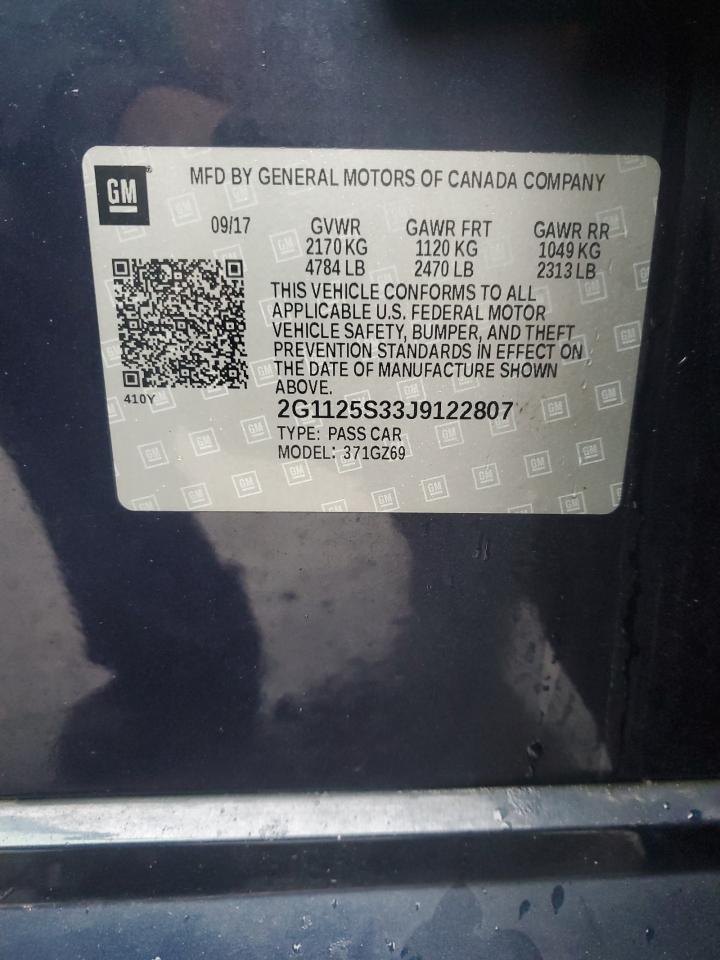 GM
MFD BY GENERAL MOTORS OF CANADA COMPANY
09/17 GVWR GAWR FRT GAWR RR
2170 KG 1120 KG 1049 KG
4784 LB 2470 LB 2313 LB
THIS VEHICLE CONFORMS TO ALL
APPLICABLE U.S. FEDERAL MOTOR
VEHICLE SAFETY, BUMPER, AND THEFT
PREVENTION STANDARDS IN EFFECT ON
THE DATE OF MANUFACTURE SHOWN
ABOVE.
410Y
2G1125S33J9122807
TYPE: PASS CAR
MODEL: 371GZ69